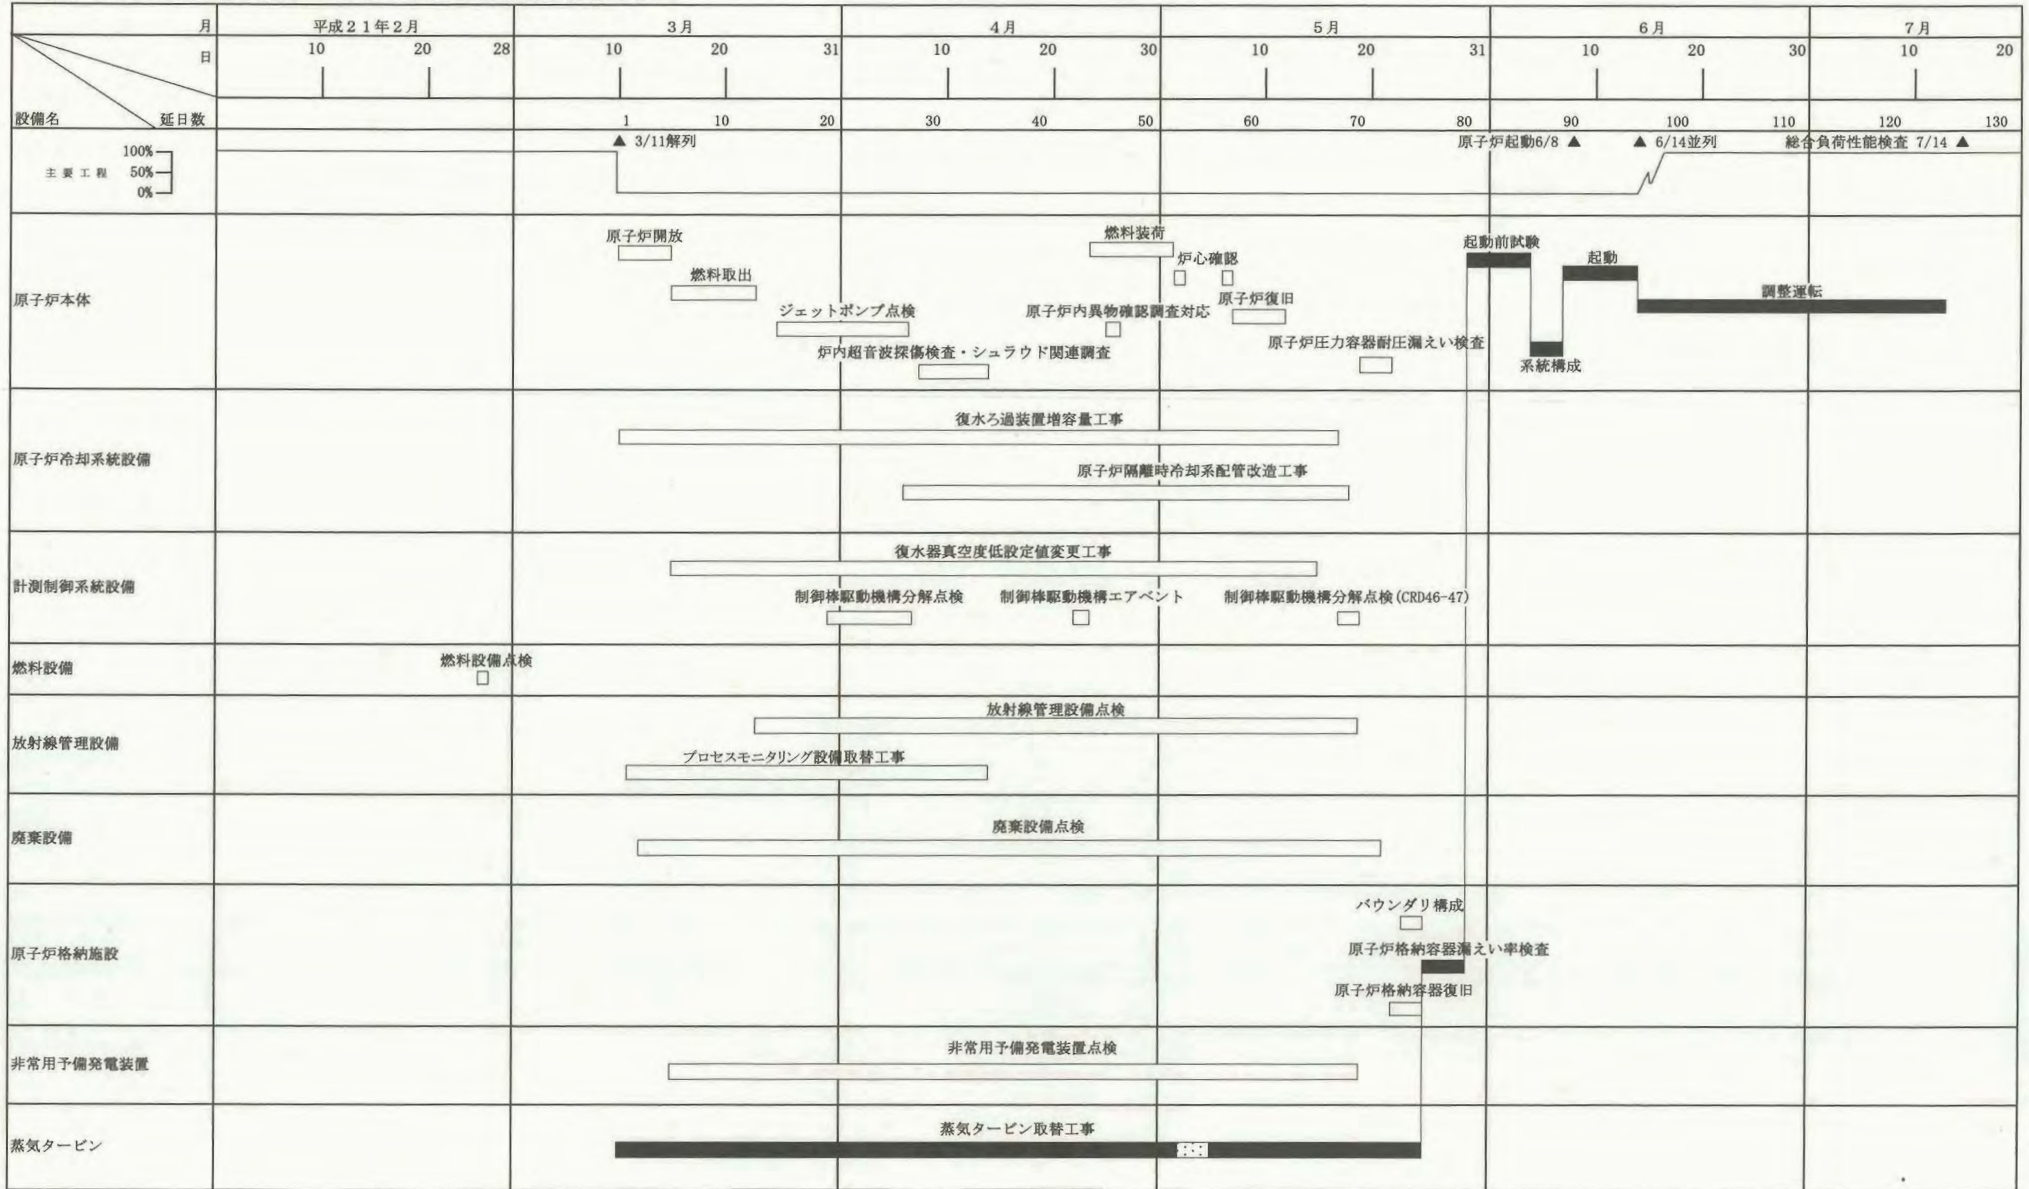 月 平成21年2月 3月 4月 5月 6月 7月
日 10 20 28 10 20 31 10 20 30 10 20 31 10 20 30 10 20
設備名 延日数 1 10 20 30 40 50 60 70 80 90 100 110 120 130
主要工程 100% 50% 0%
▲ 3/11解列 原子炉起動6/8 ▲ ▲ 6/14並列 総合負荷性能検査 7/14 ▲
原子炉本体
原子炉開放
燃料取出
ジェットポンプ点検
炉内超音波探傷検査・シュラウド関連調査
燃料装荷
炉心確認
原子炉復旧
原子炉内異物確認調査対応
原子炉圧力容器耐圧漏えい検査
起動前試験
系統構成
起動
調整運転
原子炉冷却系統設備
復水ろ過装置増容量工事
原子炉隔離時冷却系配管改造工事
計測制御系統設備
復水器真空度低設定値変更工事
制御棒駆動機構分解点検 制御棒駆動機構エアベント 制御棒駆動機構分解点検(CRD46-47)
燃料設備
燃料設備点検
放射線管理設備
放射線管理設備点検
プロセスモニタリング設備取替工事
廃棄設備
廃棄設備点検
原子炉格納施設
バウンダリ構成
原子炉格納容器漏えい率検査
原子炉格納容器復旧
非常用予備発電装置
非常用予備発電装置点検
蒸気タービン
蒸気タービン取替工事